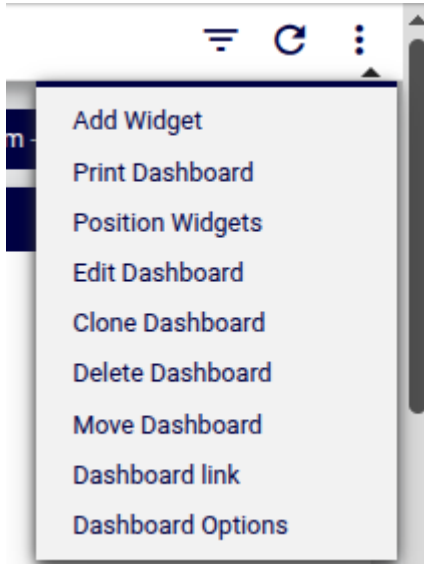 m -
Add Widget
Print Dashboard
Position Widgets
Edit Dashboard
Clone Dashboard
Delete Dashboard
Move Dashboard
Dashboard link
Dashboard Options